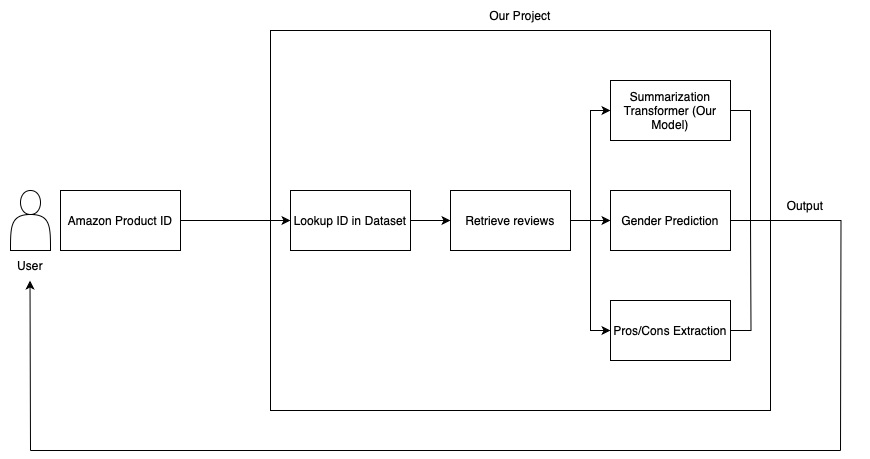 Our Project
Summarization
Transformer (Our
Model)
Amazon Product ID
Lookup ID in Dataset
Retrieve reviews
Gender Prediction
Output
User
Pros/Cons Extraction